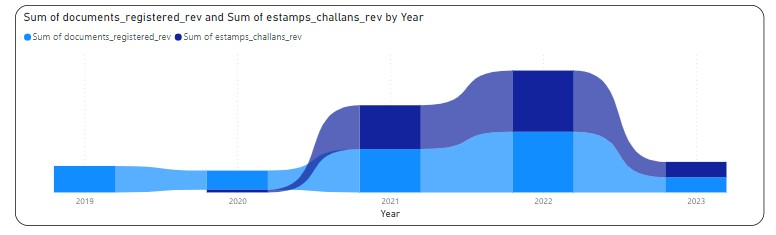 Sum of documents_registered_rev and Sum of estamps_challans_rev by Year
Sum of documents_registered_rev Sum of estamps_challans_rev
2019 2020 2021 2022 2023
Year